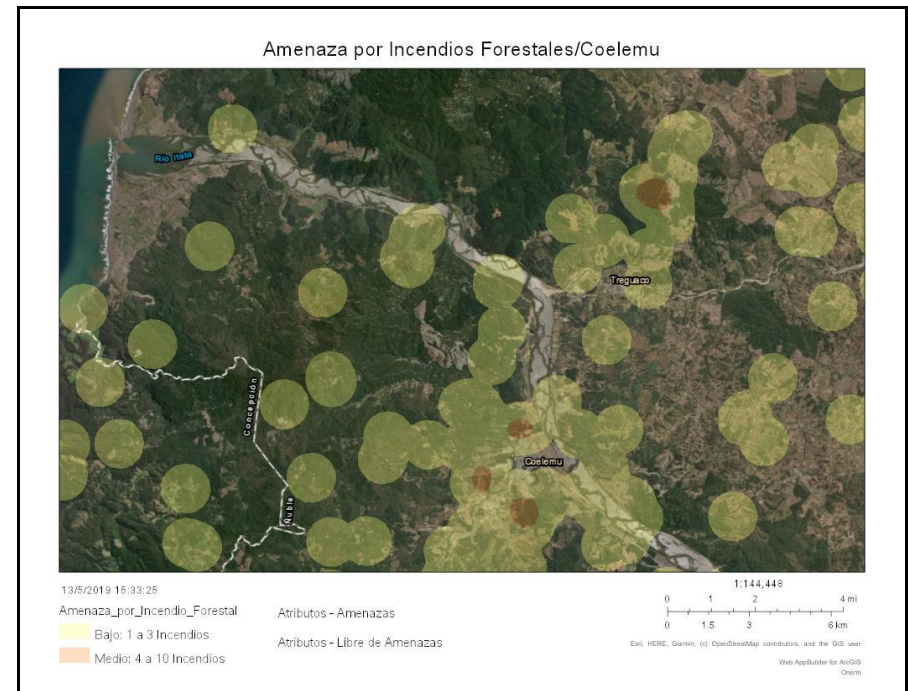 Amenaza por Incendios Forestales/Coelemu
Río Itata
Treguaco
Concepción
Coelemu
Ñuble
13/5/2019 15:33:25
Amenaza_por_Incendio_Forestal
Bajo: 1 a 3 Incendios
Medio: 4 a 10 Incendios
Atributos - Amenazas
Atributos - Libre de Amenazas
1:144,448
0 1 2 4 mi
0 1.5 3 6 km
Esri, HERE, Garmin, (c) OpenStreetMap contributors, and the GIS user
Web AppBuilder for ArcGIS
Onemi